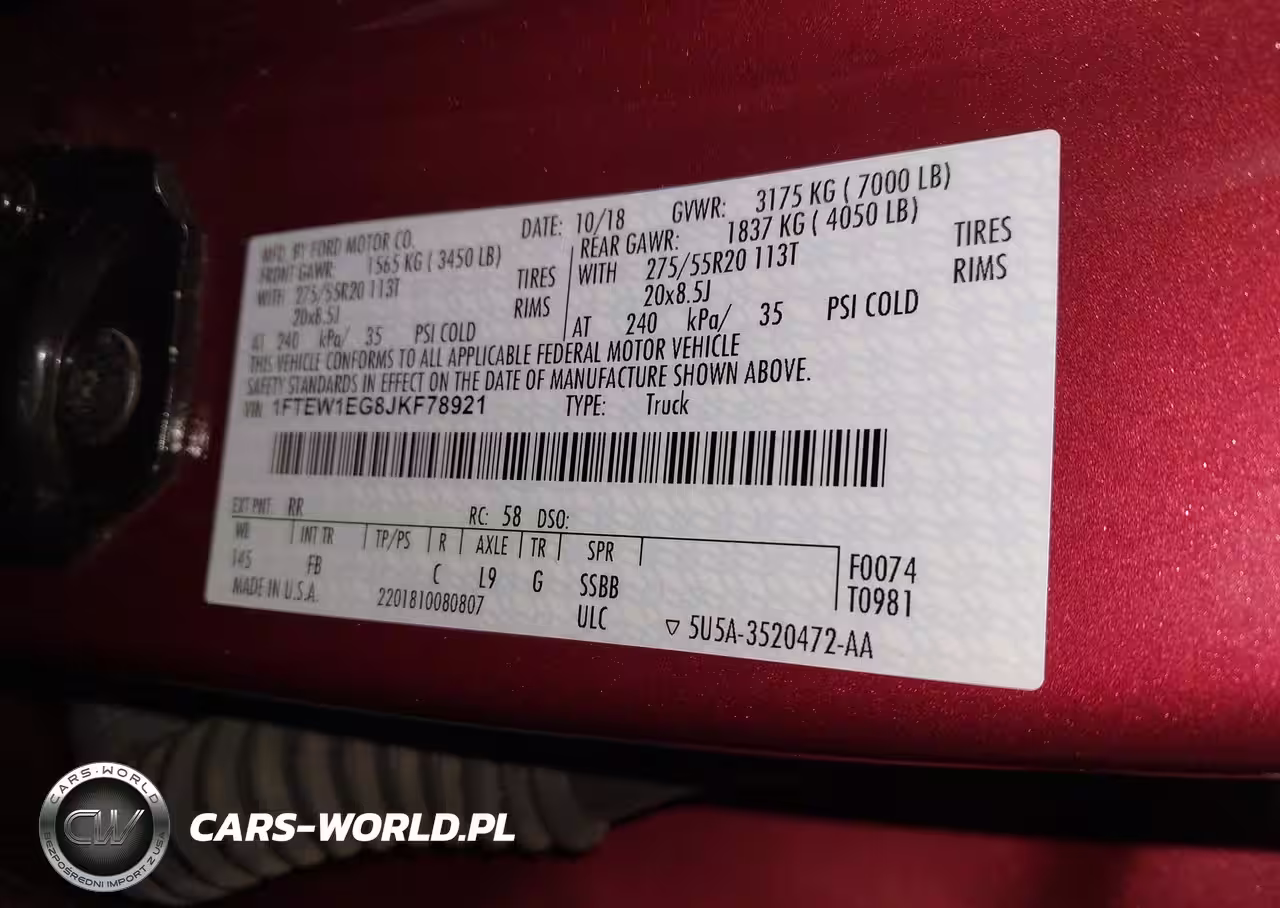 MFD. BY FORD MOTOR CO. DATE: 10/18 GVWR: 3175 KG ( 7000 LB)
FRONT GAWR: 1565 KG ( 3450 LB) REAR GAWR: 1837 KG ( 4050 LB)
WITH 275/55R20 113T TIRES WITH 275/55R20 113T TIRES
20x8.5J RIMS 20x8.5J RIMS
AT 240 kPa/ 35 PSI COLD AT 240 kPa/ 35 PSI COLD
THIS VEHICLE CONFORMS TO ALL APPLICABLE FEDERAL MOTOR VEHICLE
SAFETY STANDARDS IN EFFECT ON THE DATE OF MANUFACTURE SHOWN ABOVE.
VIN: 1FTEW1EG8JKF78921 TYPE: Truck
EXT PNT: RR RC: 58 DSO:
WB INT TR TP/PS R AXLE TR SPR
145 FB C L9 G SSBB
F0074
T0981
MADE IN U.S.A. 2201810080807 ULC
▽ 5U5A-3520472-AA
CARS-WORLD
CW
BEZPOŚREDNI IMPORT Z USA
CARS-WORLD.PL